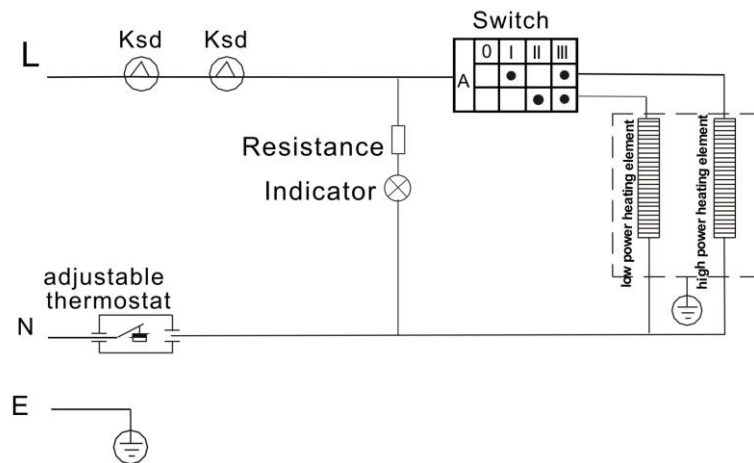 Switch
Ksd Ksd
L
0 I II III
A
Resistance
Indicator
low power heating element
high power heating element
adjustable
thermostat
N
E